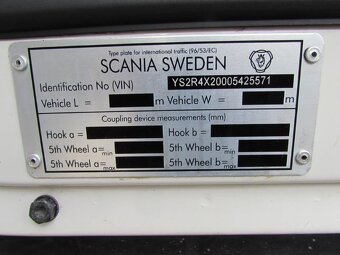 Type plate for international traffic (96/53/EC)
SCANIA SWEDEN
Identification No (VIN) YS2R4X20005425571
Vehicle L = m Vehicle W = m
Coupling device measurements (mm)
Hook a = Hook b =
5th Wheel a=min 5th Wheel b=min
5th Wheel a=max 5th Wheel b=max